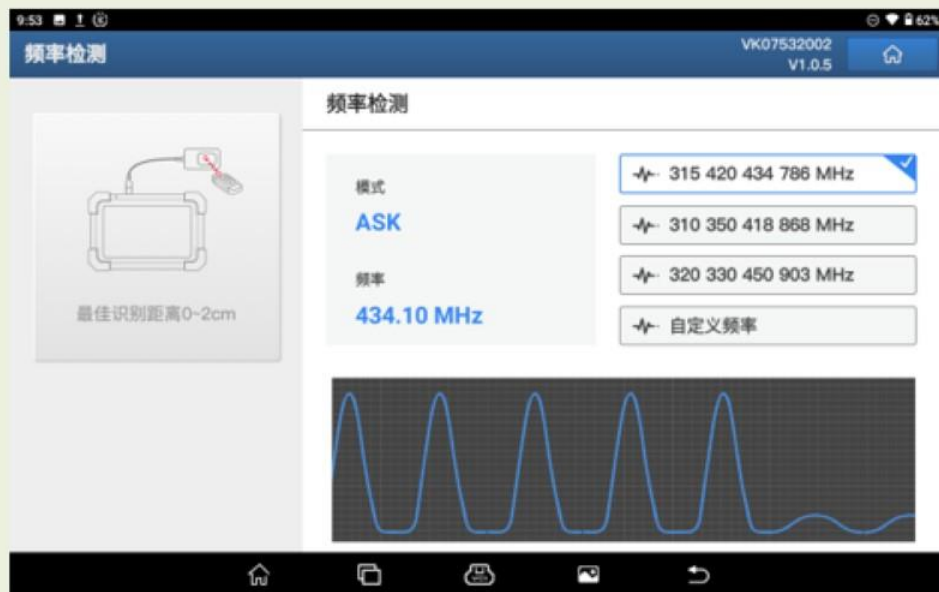 9:53
62%
频率检测
VK07532002
V1.0.5
频率检测
最佳识别距离0~2cm
模式
ASK
频率
434.10 MHz
315 420 434 786 MHz
310 350 418 868 MHz
320 330 450 903 MHz
自定义频率